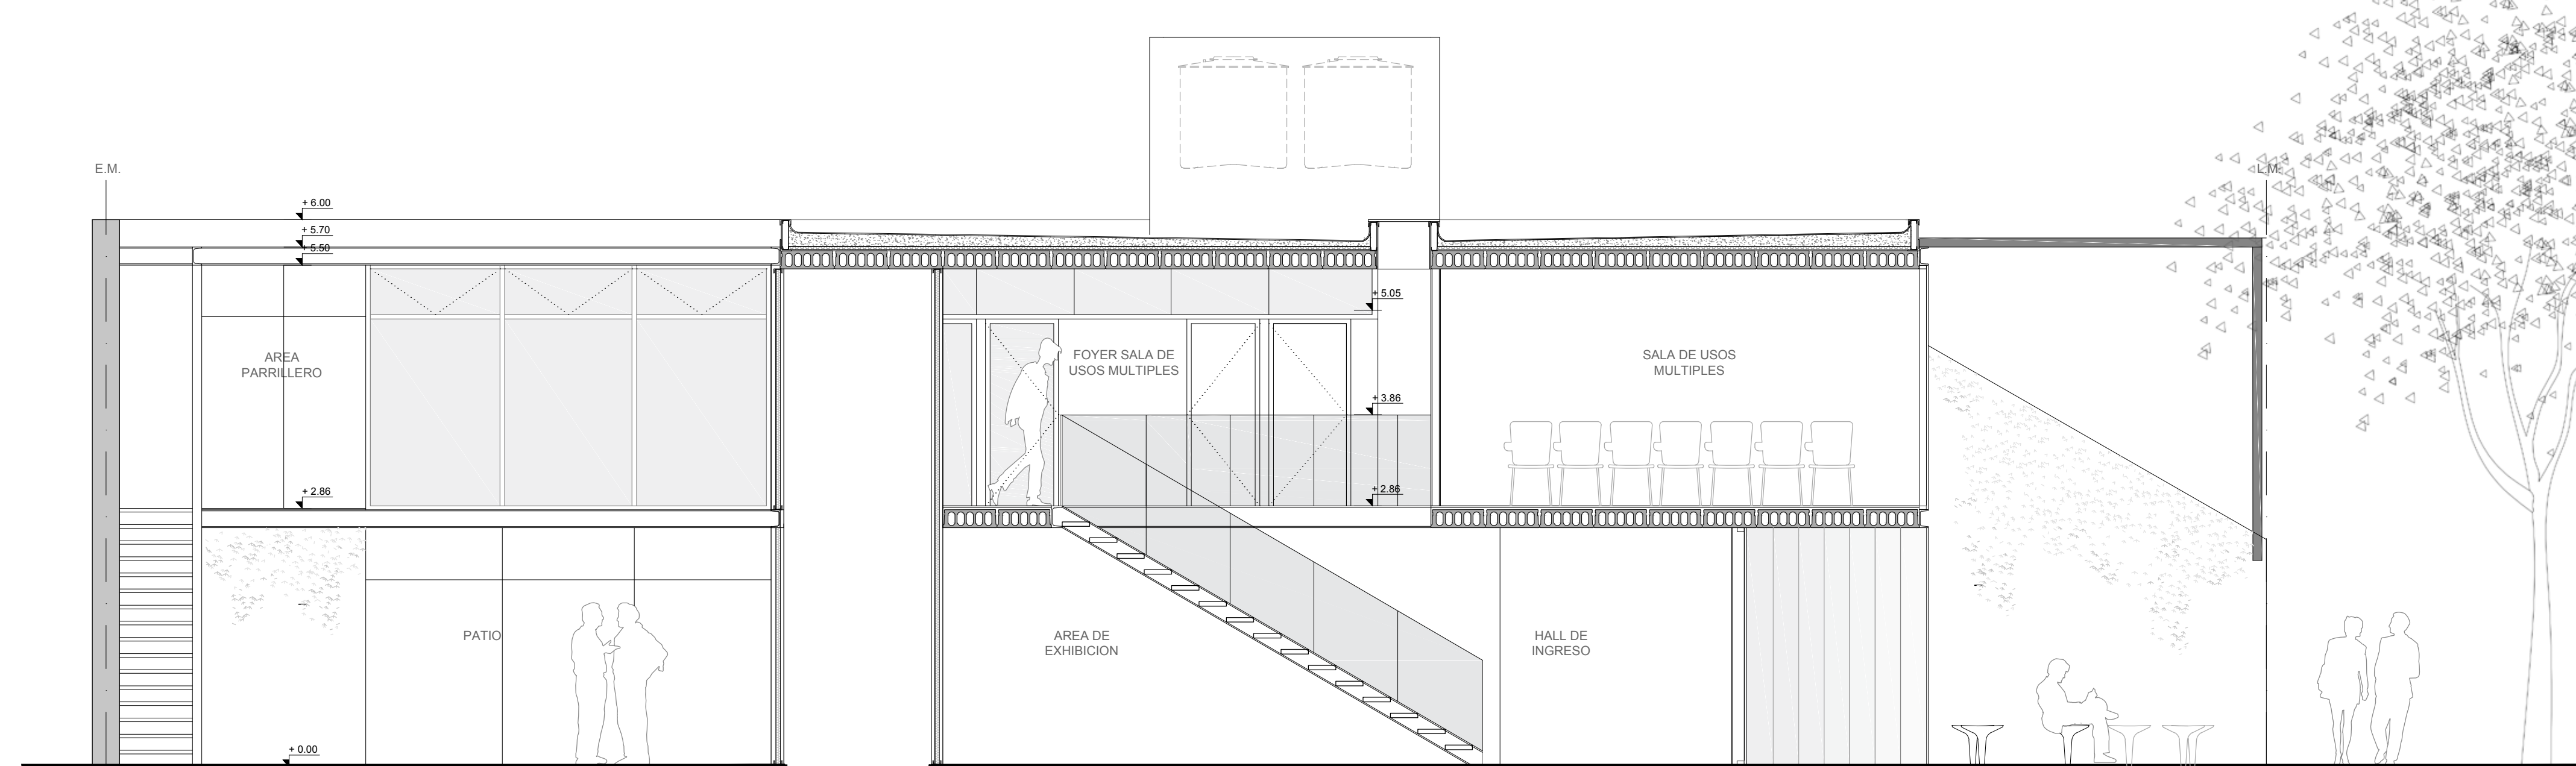 E.M.
L.M.
+ 6.00
+ 5.70
+ 5.50
+ 5.05
AREA
PARRILLERO
FOYER SALA DE
USOS MULTIPLES
SALA DE USOS
MULTIPLES
+ 3.86
+ 2.86
+ 2.86
PATIO
AREA DE
EXHIBICION
HALL DE
INGRESO
+ 0.00